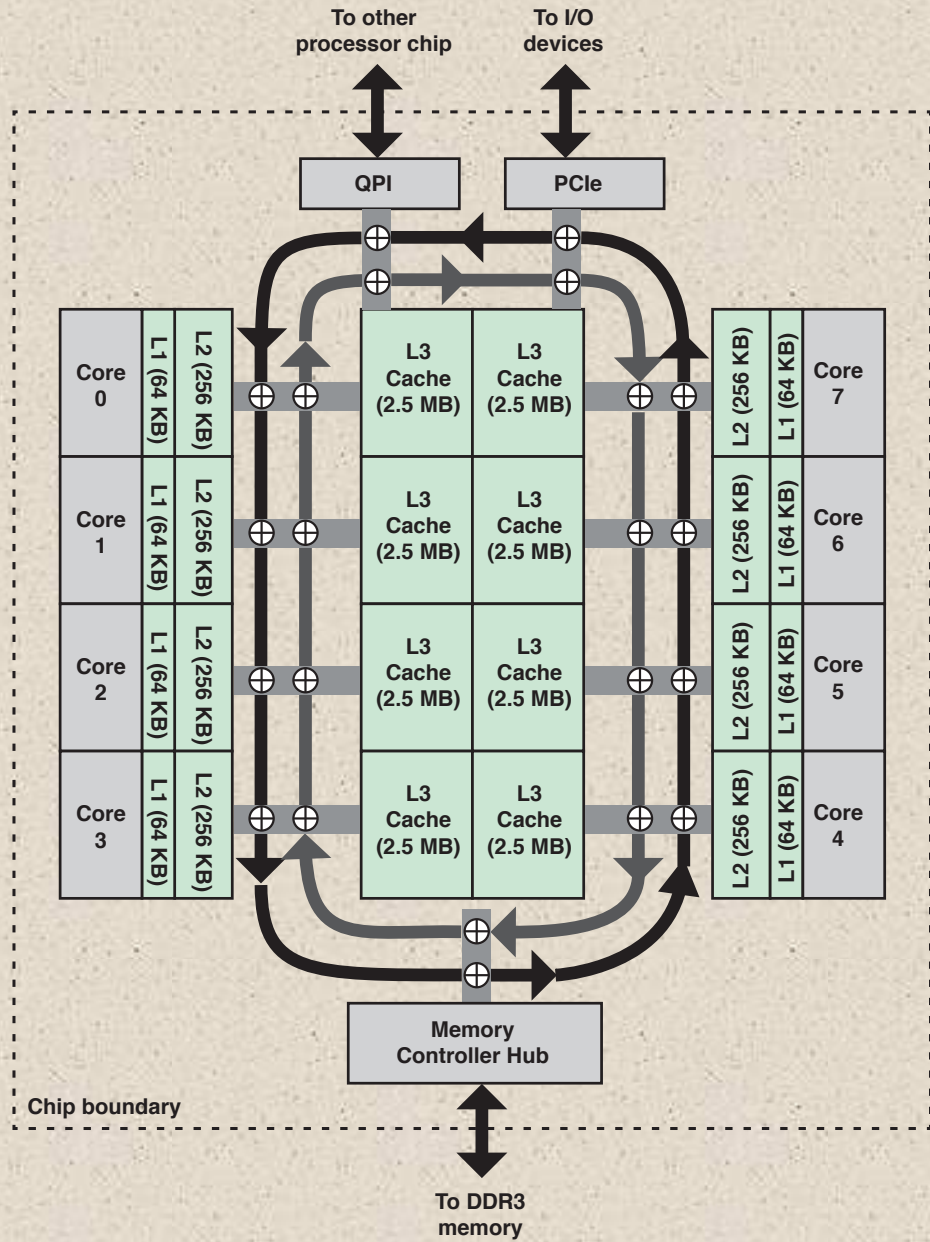 To other
processor chip
To I/O
devices
QPI
PCIe
Core
0
L1 (64 KB)
L2 (256 KB)
L3
Cache
(2.5 MB)
L3
Cache
(2.5 MB)
L2 (256 KB)
L1 (64 KB)
Core
7
Core
1
L1 (64 KB)
L2 (256 KB)
L3
Cache
(2.5 MB)
L3
Cache
(2.5 MB)
L2 (256 KB)
L1 (64 KB)
Core
6
Core
2
L1 (64 KB)
L2 (256 KB)
L3
Cache
(2.5 MB)
L3
Cache
(2.5 MB)
L2 (256 KB)
L1 (64 KB)
Core
5
Core
3
L1 (64 KB)
L2 (256 KB)
L3
Cache
(2.5 MB)
L3
Cache
(2.5 MB)
L2 (256 KB)
L1 (64 KB)
Core
4
Memory
Controller Hub
Chip boundary
To DDR3
memory